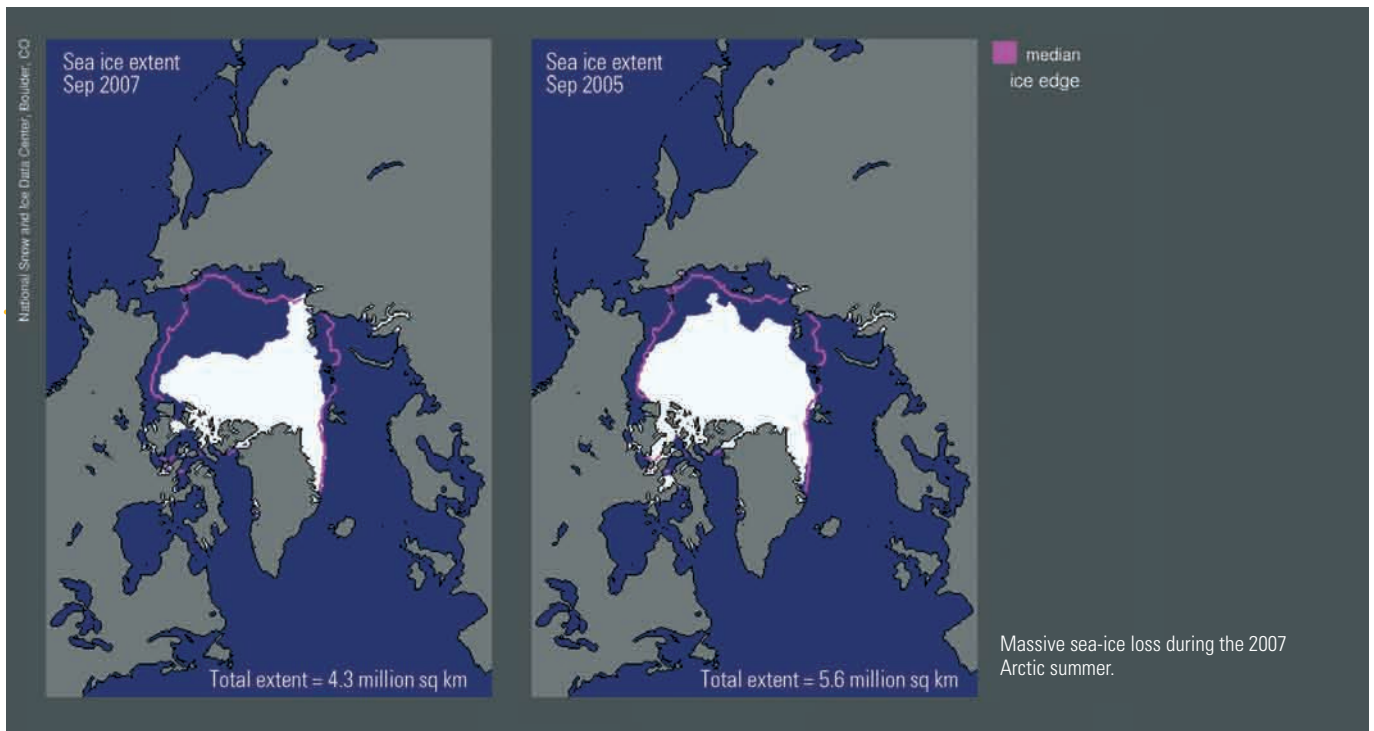 National Snow and Ice Data Center, Boulder, CO
Sea ice extent
Sep 2007
Total extent = 4.3 million sq km
Sea ice extent
Sep 2005
Total extent = 5.6 million sq km
median
ice edge
Massive sea-ice loss during the 2007
Arctic summer.